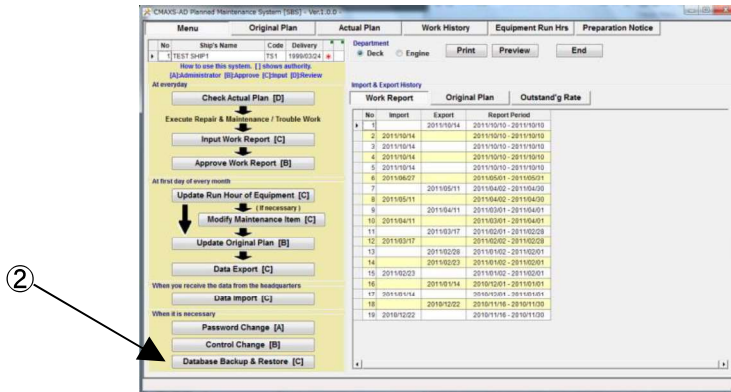 CMAXS-AD Planned Maintenance System [SBS] - Ver.1.0.0 -
Menu Original Plan Actual Plan Work History Equipment Run Hrs Preparation Notice
No Ship's Name Code Delivery
1 TEST SHIP1 TS1 1999/03/24
How to use this system. [ ] shows authority.
[A]:Administrator [B]:Approve [C]:Input [D]:Review
At everyday
Check Actual Plan [D]
Execute Repair & Maintenance / Trouble Work
Input Work Report [C]
Approve Work Report [B]
At first day of every month
Update Run Hour of Equipment [C]
( If necessary )
Modify Maintenance Item [C]
Update Original Plan [B]
Data Export [C]
When you receive the data from the headquarters
Data Import [C]
When it is necessary
Password Change [A]
Control Change [B]
Database Backup & Restore [C]
②
Department
Deck Engine Print Preview End
Import & Export History
Work Report Original Plan Outstand'g Rate
No Import Export Report Period
1 2011/10/14 2011/10/10 - 2011/10/10
2 2011/10/14 2011/10/10 - 2011/10/10
3 2011/10/14 2011/10/10 - 2011/10/10
4 2011/10/14 2011/10/10 - 2011/10/10
5 2011/10/14 2011/10/10 - 2011/10/10
6 2011/06/27 2011/05/01 - 2011/05/31
7 2011/05/11 2011/04/02 - 2011/04/30
8 2011/05/11 2011/04/02 - 2011/04/30
9 2011/04/11 2011/03/01 - 2011/04/01
10 2011/04/11 2011/03/01 - 2011/04/01
11 2011/03/17 2011/02/01 - 2011/02/28
12 2011/03/17 2011/02/01 - 2011/02/28
13 2011/02/28 2011/01/02 - 2011/02/01
14 2011/02/23 2011/01/02 - 2011/02/01
15 2011/02/23 2011/01/02 - 2011/02/01
16 2011/01/14 2010/12/01 - 2011/01/01
17 2011/01/14 2010/12/01 - 2011/01/01
18 2010/12/22 2010/11/16 - 2010/11/30
19 2010/12/22 2010/11/16 - 2010/11/30